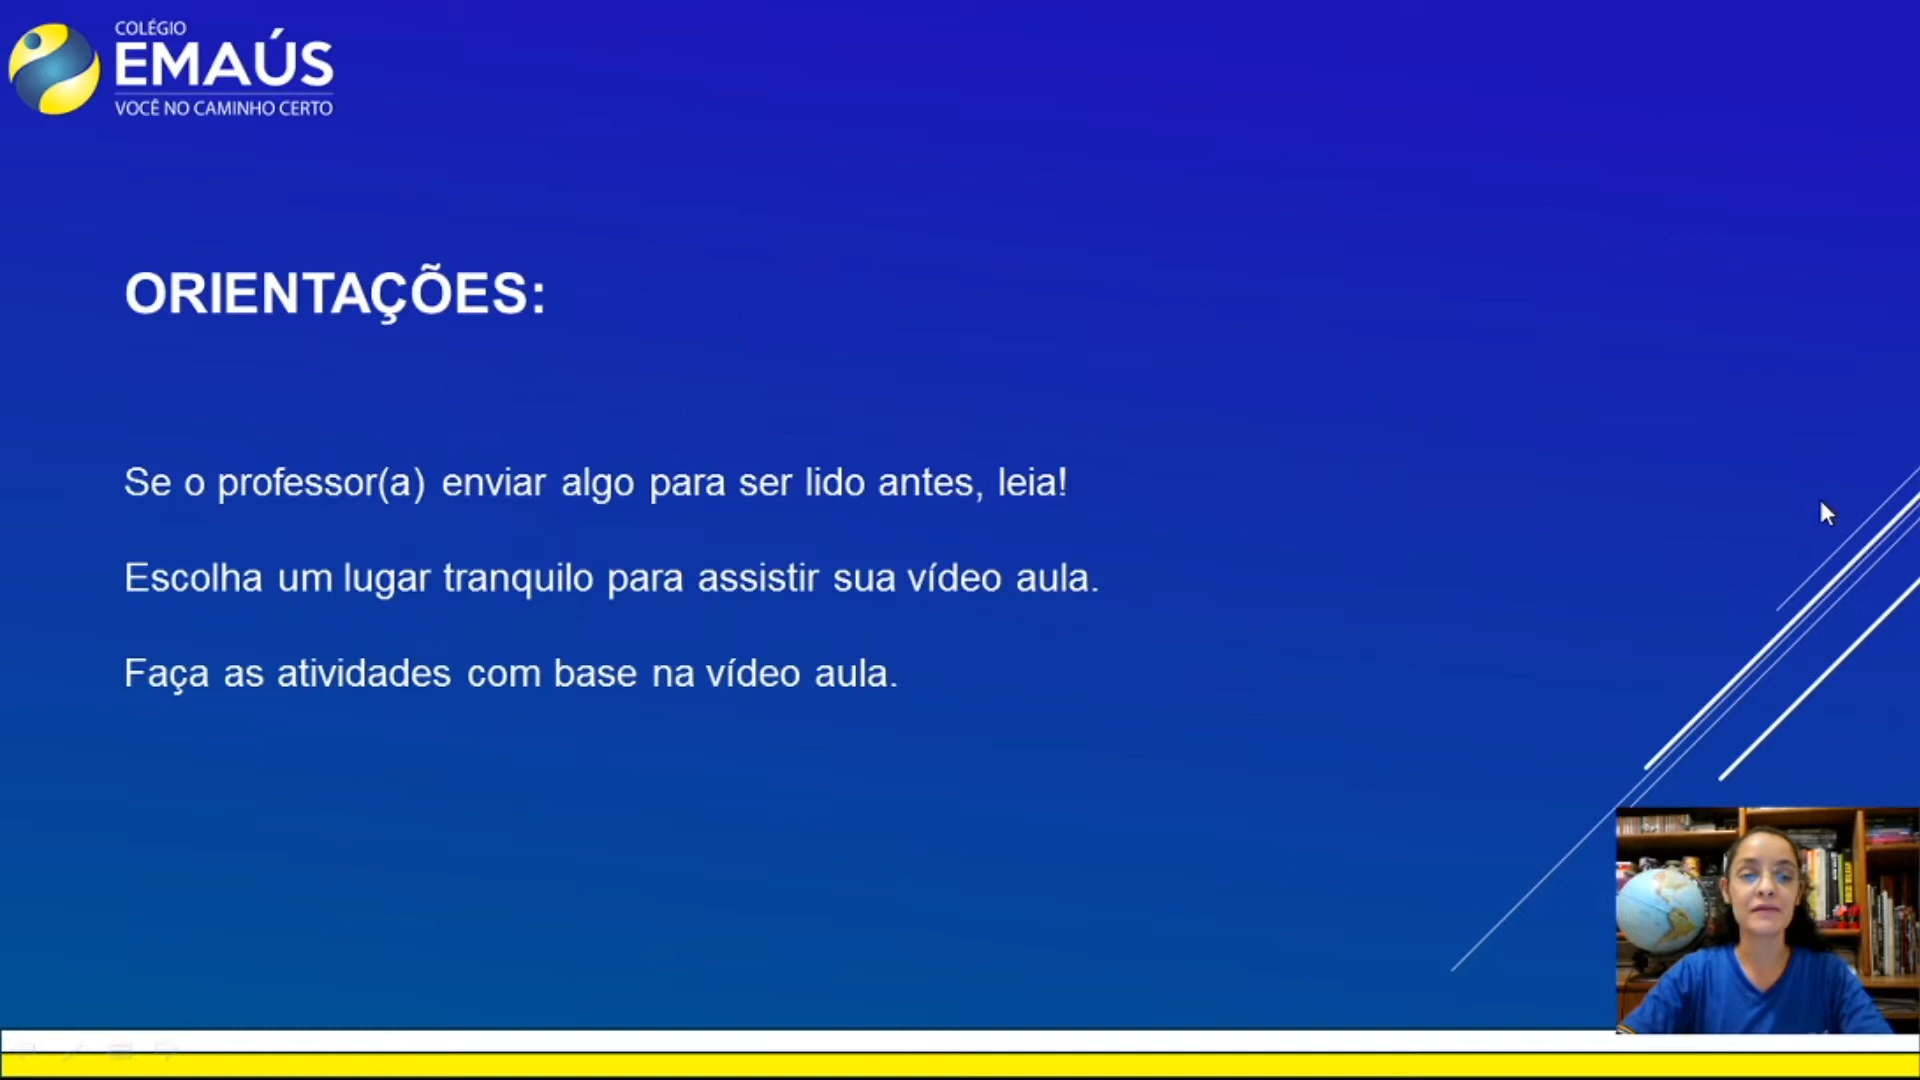 COLÉGIO
EMAÚS
VOCÊ NO CAMINHO CERTO
ORIENTAÇÕES:
Se o professor(a) enviar algo para ser lido antes, leia!
Escolha um lugar tranquilo para assistir sua vídeo aula.
Faça as atividades com base na vídeo aula.